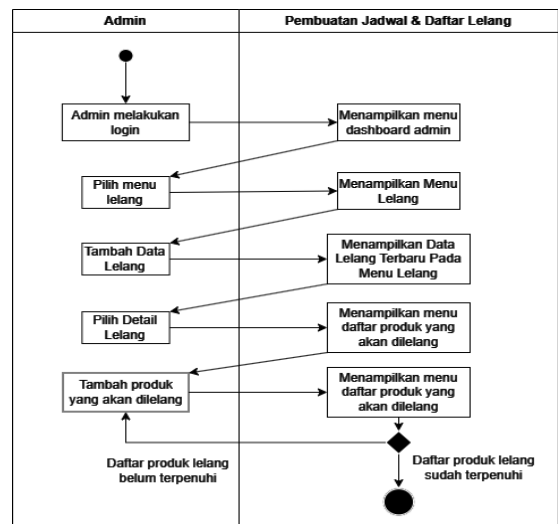 Admin
Pembuatan Jadwal & Daftar Lelang
Admin melakukan
login
Menampilkan menu
dashboard admin
Pilih menu
lelang
Menampilkan Menu
Lelang
Tambah Data
Lelang
Menampilkan Data
Lelang Terbaru Pada
Menu Lelang
Pilih Detail
Lelang
Menampilkan menu
daftar produk yang
akan dilelang
Tambah produk
yang akan dilelang
Menampilkan menu
daftar produk yang
akan dilelang
Daftar produk lelang
belum terpenuhi
Daftar produk lelang
sudah terpenuhi